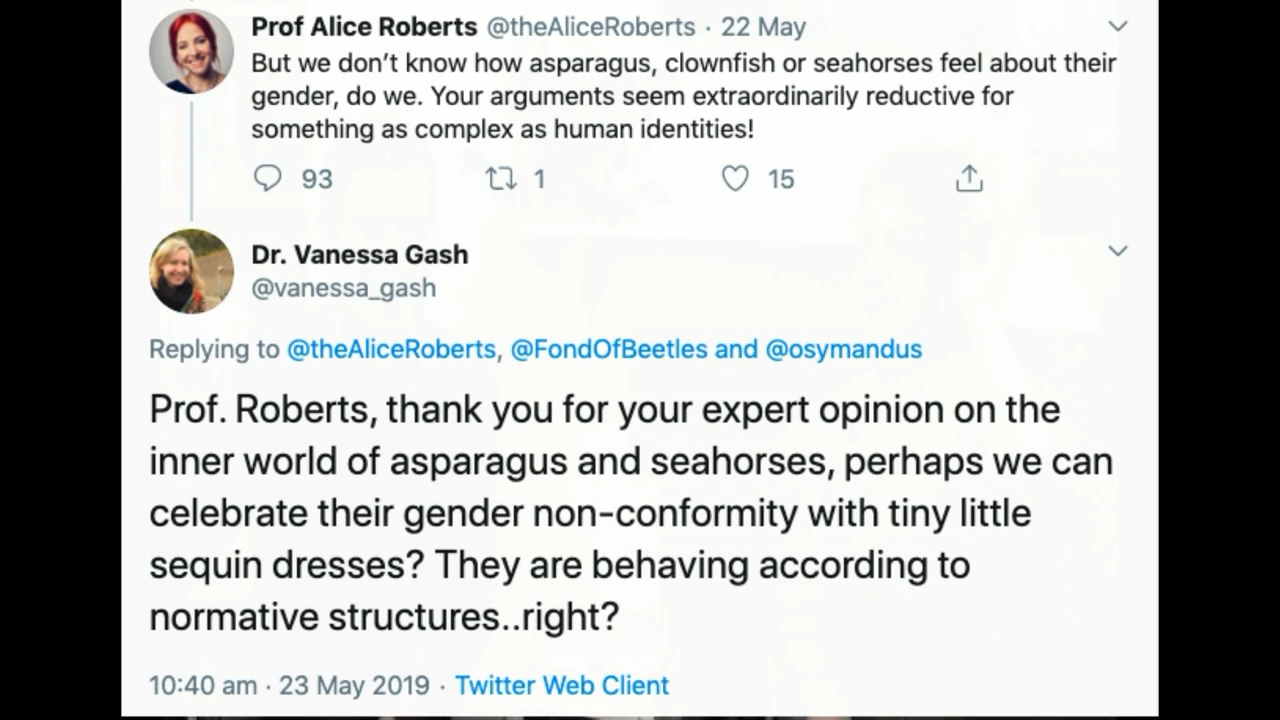 Prof Alice Roberts @theAliceRoberts · 22 May
But we don’t know how asparagus, clownfish or seahorses feel about their
gender, do we. Your arguments seem extraordinarily reductive for
something as complex as human identities!
93 1 15
Dr. Vanessa Gash
@vanessa_gash
Replying to @theAliceRoberts, @FondOfBeetles and @osymandus
Prof. Roberts, thank you for your expert opinion on the
inner world of asparagus and seahorses, perhaps we can
celebrate their gender non-conformity with tiny little
sequin dresses? They are behaving according to
normative structures..right?
10:40 am · 23 May 2019 · Twitter Web Client